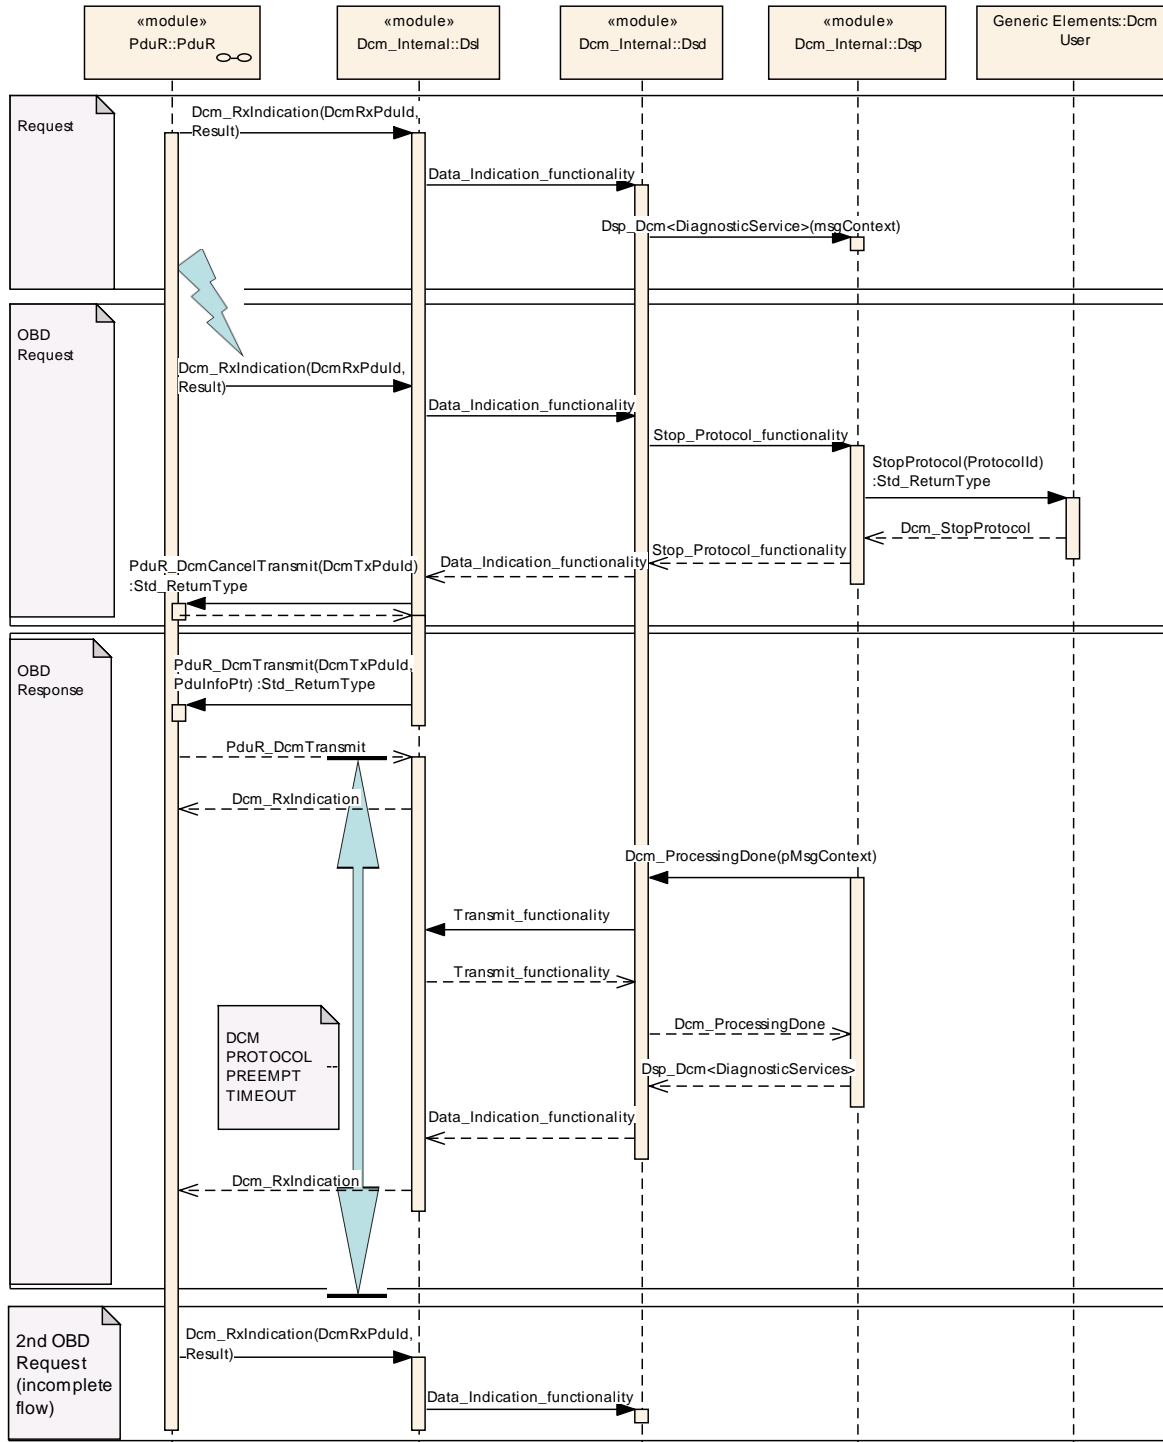 «module»
PduR::PduR
«module»
Dcm_Internal::Dsl
«module»
Dcm_Internal::Dsd
«module»
Dcm_Internal::Dsp
Generic Elements::Dcm
User
Request
Dcm_RxIndication(DcmRxPduId,
Result)
Data_Indication_functionality
Dsp_Dcm<DiagnosticService>(msgContext)
OBD
Request
Dcm_RxIndication(DcmRxPduId,
Result)
Data_Indication_functionality
Stop_Protocol_functionality
StopProtocol(ProtocolId)
:Std_ReturnType
Dcm_StopProtocol
Stop_Protocol_functionality
Data_Indication_functionality
PduR_DcmCancelTransmit(DcmTxPduId)
:Std_ReturnType
OBD
Response
PduR_DcmTransmit(DcmTxPduId,
PduInfoPtr) :Std_ReturnType
PduR_DcmTransmit
Dcm_RxIndication
Dcm_ProcessingDone(pMsgContext)
Transmit_functionality
Transmit_functionality
DCM
PROTOCOL
PREEMPT
TIMEOUT
Dcm_ProcessingDone
Dsp_Dcm<DiagnosticServices>
Data_Indication_functionality
Dcm_RxIndication
2nd OBD
Request
(incomplete
flow)
Dcm_RxIndication(DcmRxPduId,
Result)
Data_Indication_functionality